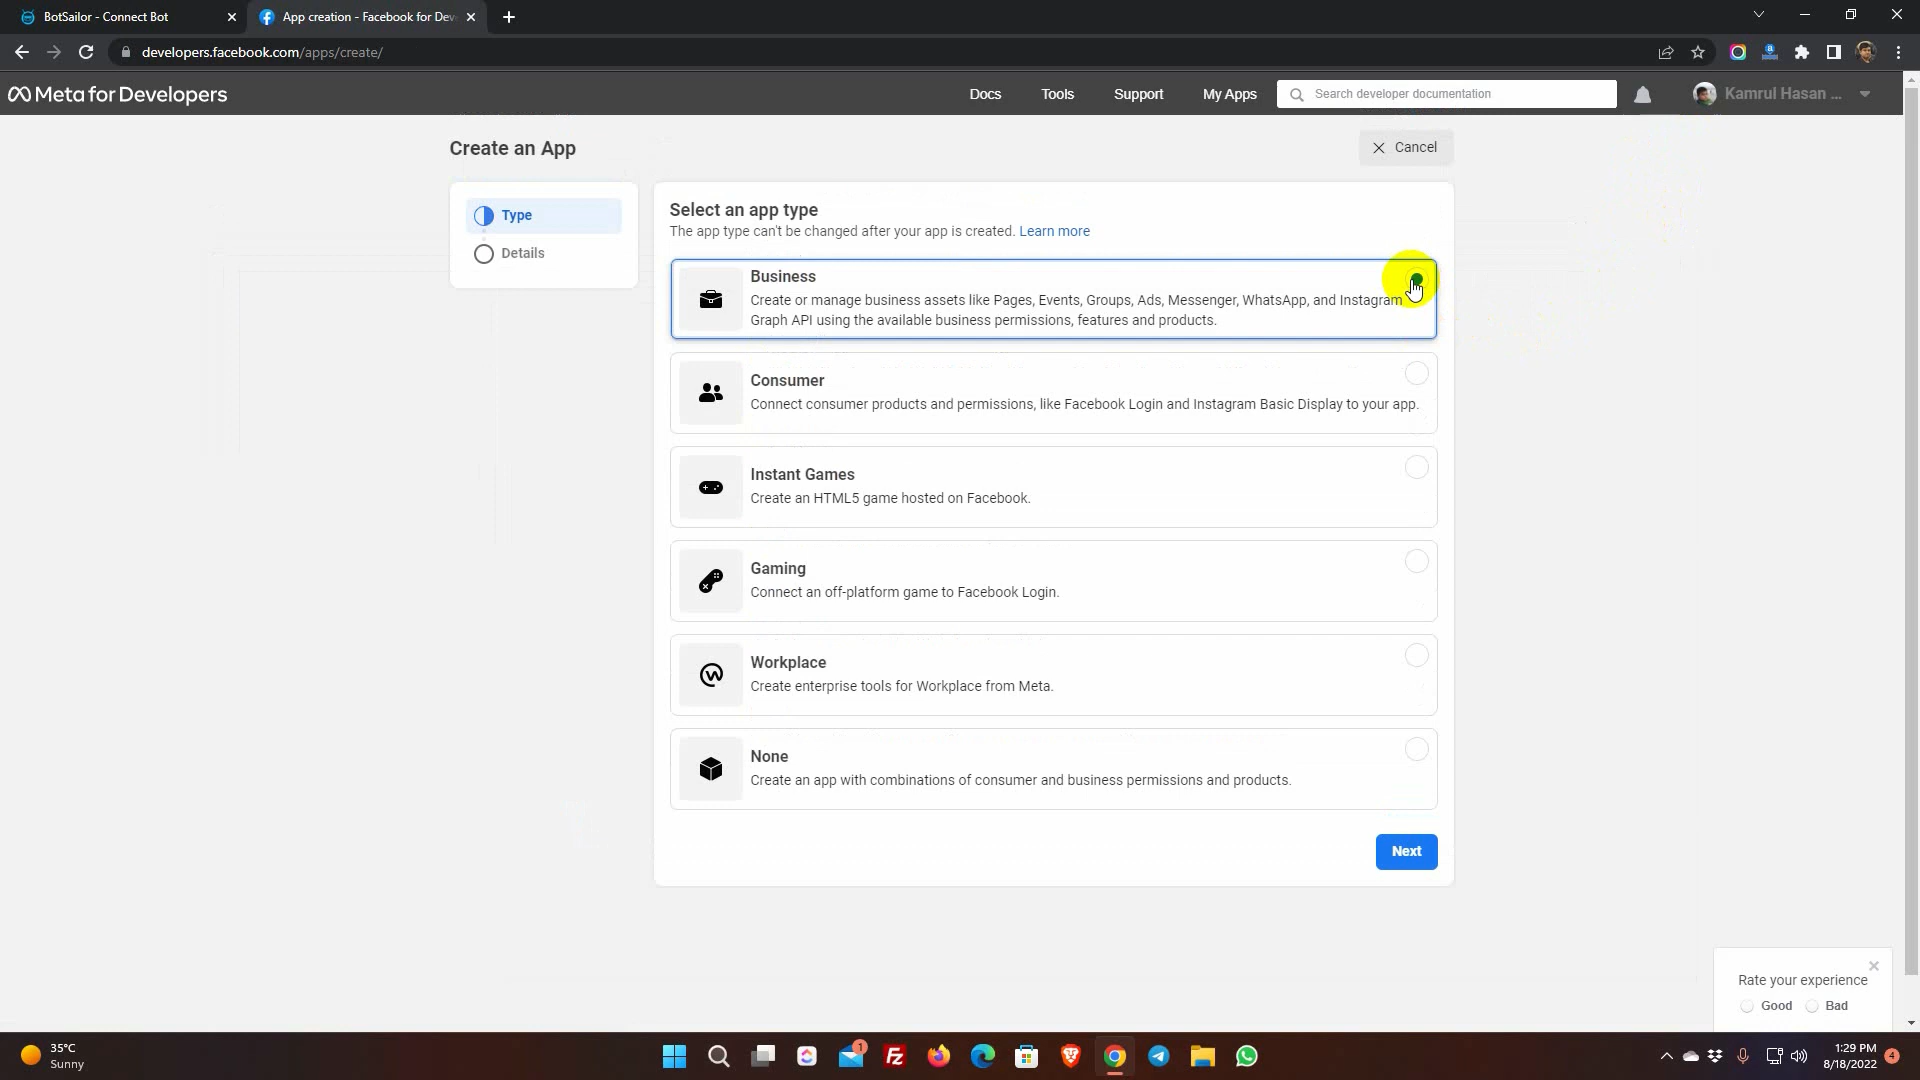 BotSailor - Connect Bot
App creation - Facebook for Dev
developers.facebook.com/apps/create/
Meta for Developers
Docs
Tools
Support
My Apps
Search developer documentation
Kamrul Hasan ...
Create an App
Cancel
Type
Details
Select an app type
The app type can't be changed after your app is created. Learn more
Business
Create or manage business assets like Pages, Events, Groups, Ads, Messenger, WhatsApp, and Instagram
Graph API using the available business permissions, features and products.
Consumer
Connect consumer products and permissions, like Facebook Login and Instagram Basic Display to your app.
Instant Games
Create an HTML5 game hosted on Facebook.
Gaming
Connect an off-platform game to Facebook Login.
Workplace
Create enterprise tools for Workplace from Meta.
None
Create an app with combinations of consumer and business permissions and products.
Next
Rate your experience
Good
Bad
35°C
Sunny
1
Fz
1:29 PM
8/18/2022
4